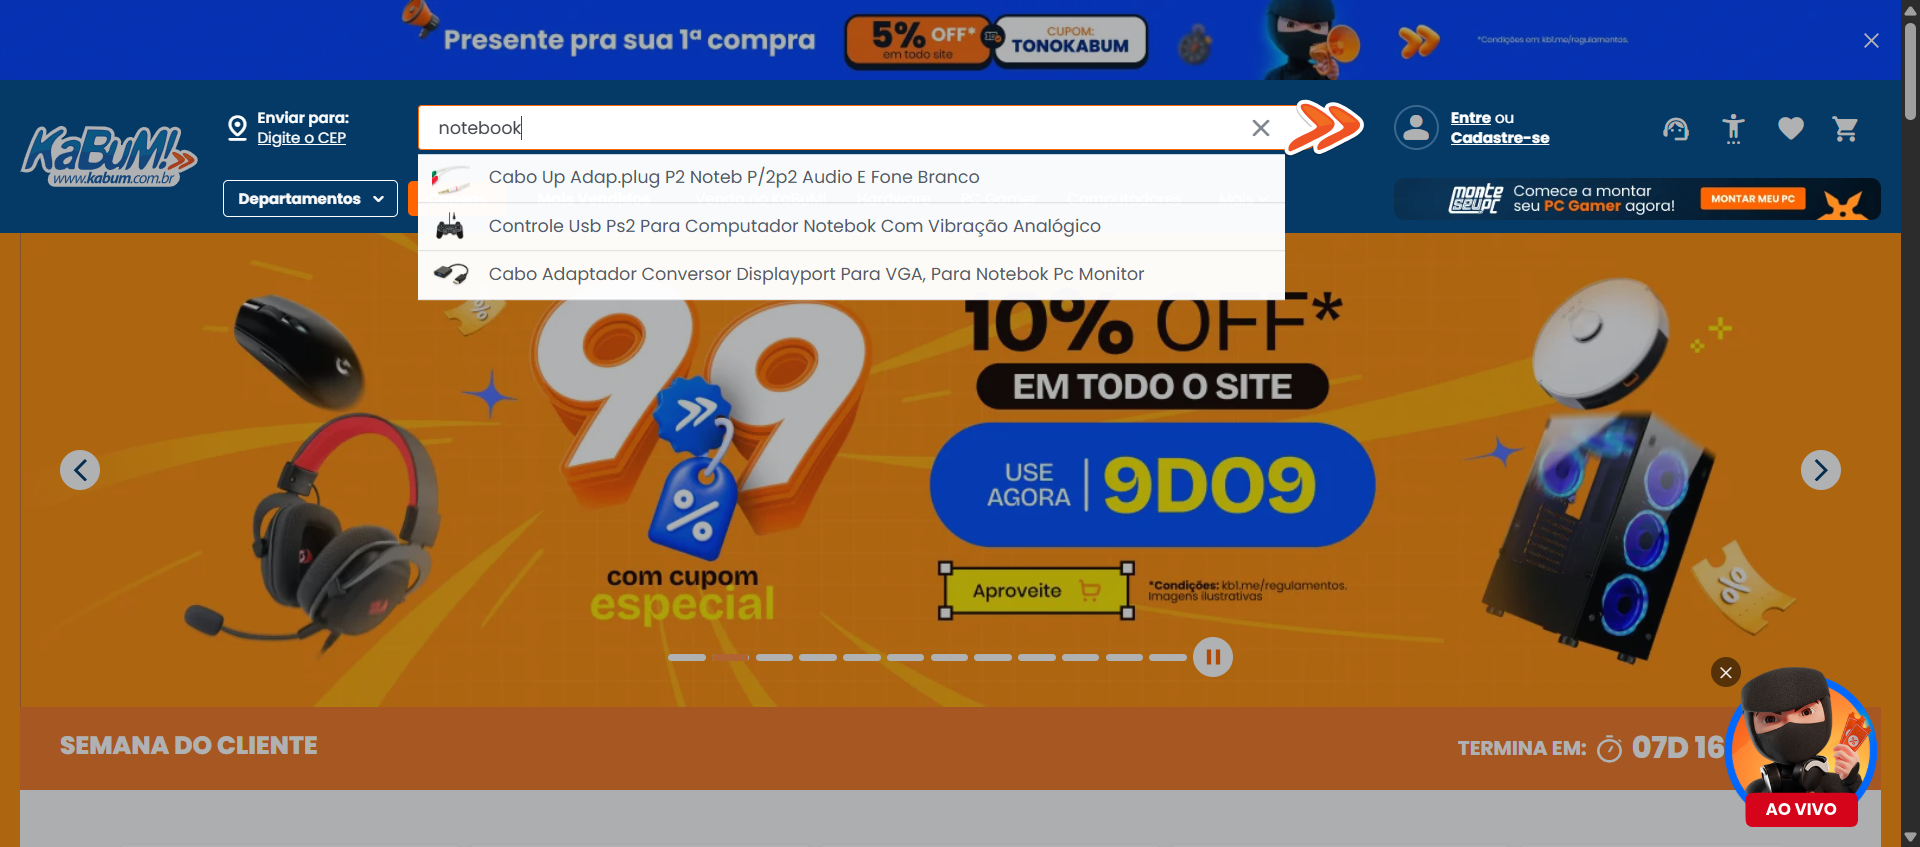 Presente pra sua 1ª compra
5% OFF*
em todo site
CUPOM:
TONOKABUM
*Condições em: kb1.me/regulamentos.
KaBuM!
www.kabum.com.br
Enviar para:
Digite o CEP
notebook
Entre ou
Cadastre-se
Departamentos
Cabo Up Adap.plug P2 Noteb P/2p2 Audio E Fone Branco
Controle Usb Ps2 Para Computador Notebok Com Vibração Analógico
Cabo Adaptador Conversor Displayport Para VGA, Para Notebok Pc Monitor
monte
seu pc
Comece a montar
seu PC Gamer agora!
MONTAR MEU PC
99
com cupom
especial
10% OFF*
EM TODO O SITE
USE
AGORA
9DO9
Aproveite
*Condições: kb1.me/regulamentos.
Imagens ilustrativas
SEMANA DO CLIENTE
TERMINA EM: 07D 16
AO VIVO